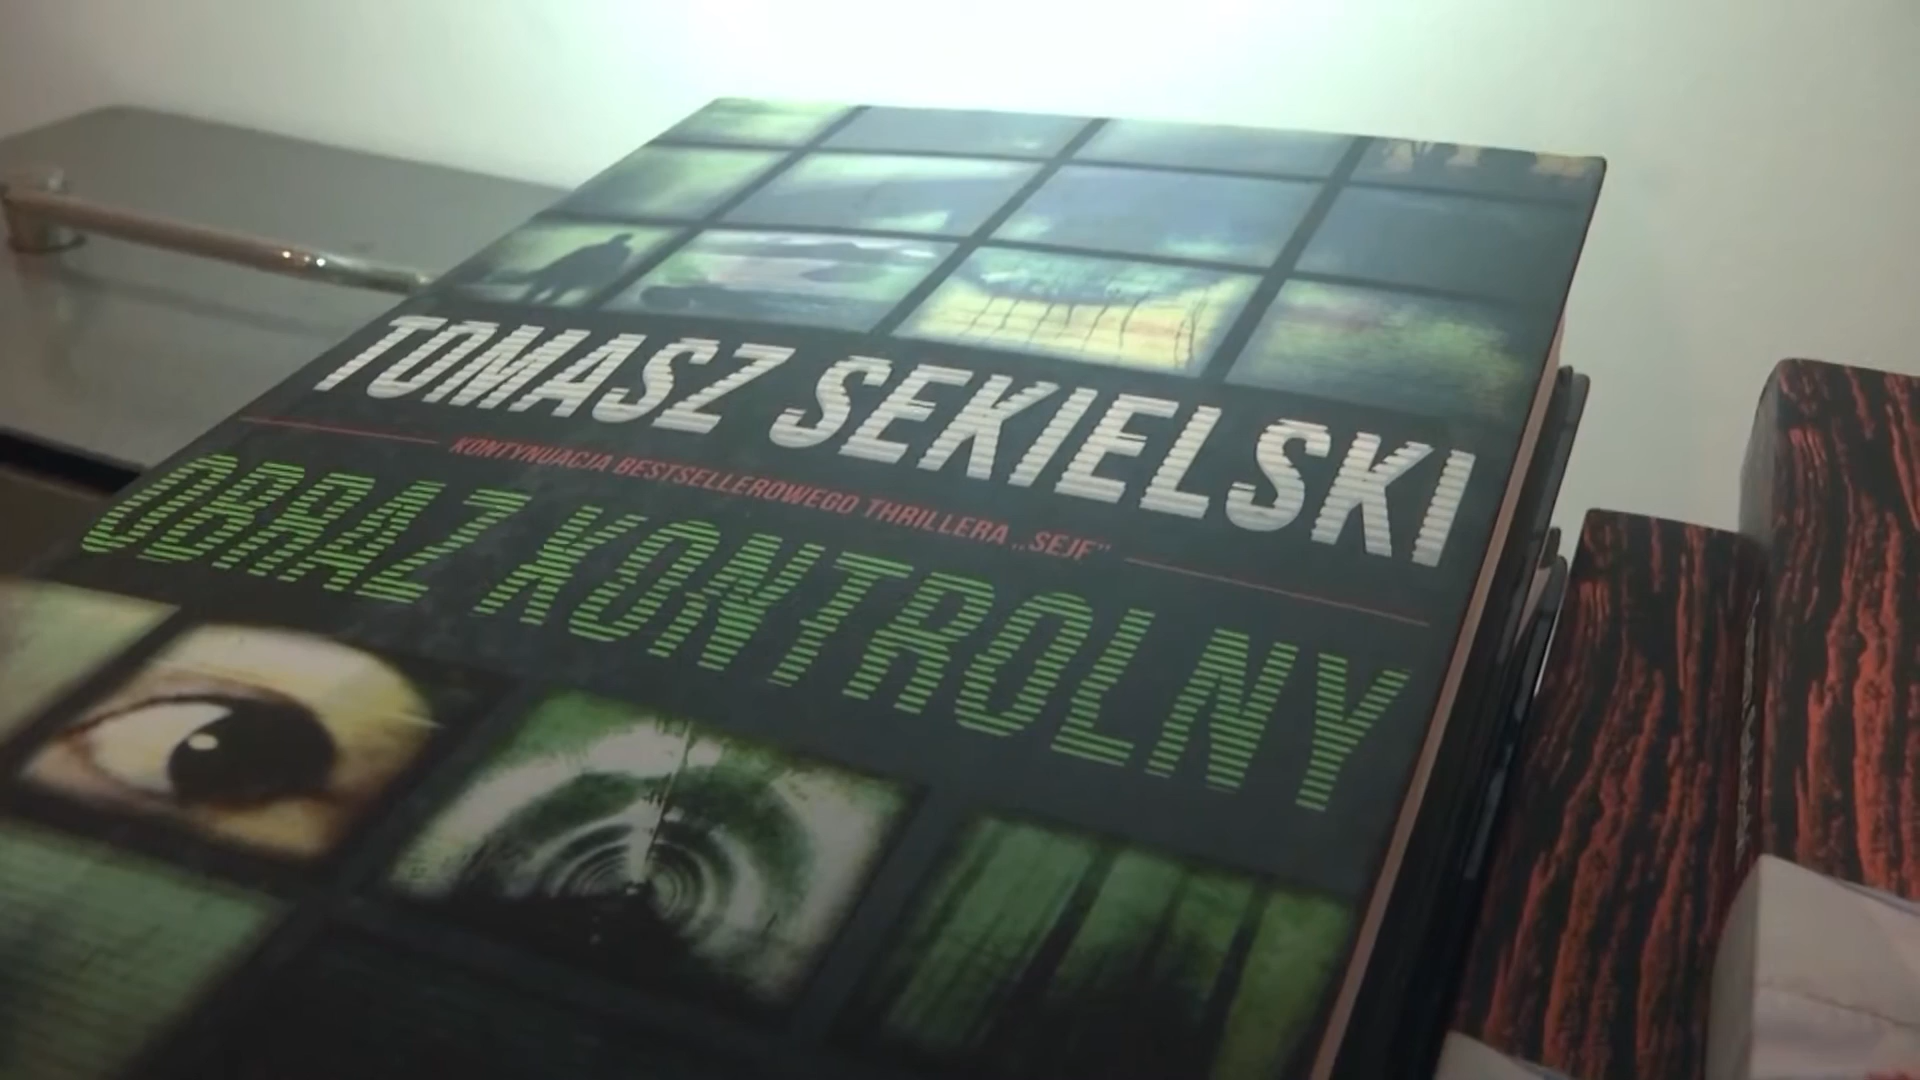 TOMASZ SEKIELSKI
KONTYNUACJA BESTSELLEROWEGO THRILLERA „SEJF”
OBRAZ KONTROLNY